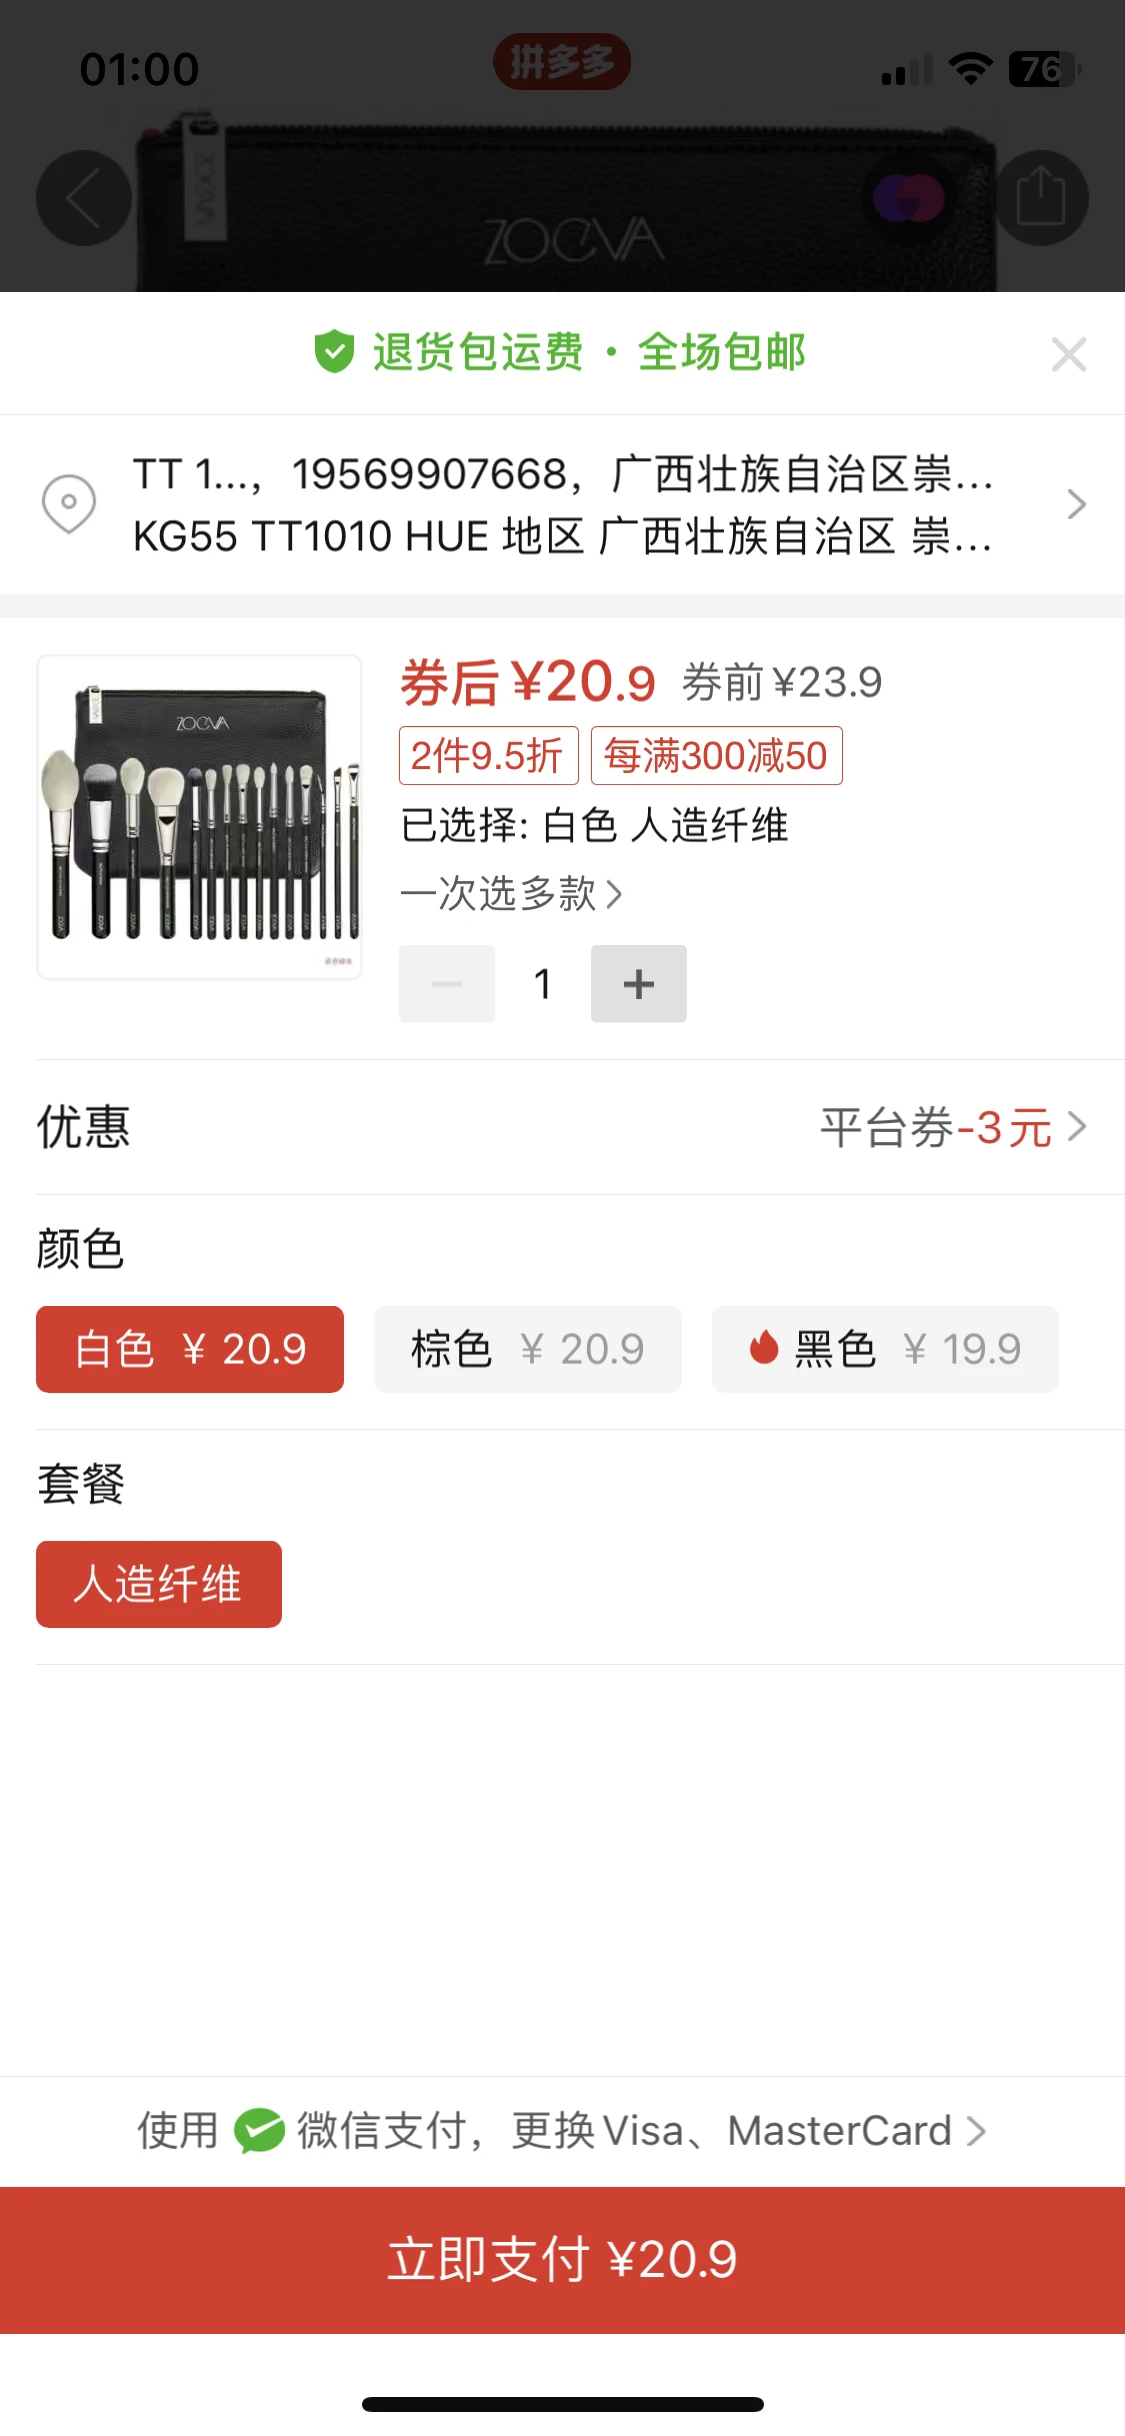 01:00
拼多多
76
ZOEVA
ZOEVA
退货包运费 · 全场包邮
TT 1...，19569907668，广西壮族自治区崇...
KG55 TT1010 HUE 地区 广西壮族自治区 崇...
ZOEVA
券后 ¥20.9 券前 ¥23.9
2件9.5折 每满300减50
已选择: 白色 人造纤维
一次选多款
1
优惠
平台券-3元
颜色
白色 ¥ 20.9
棕色 ¥ 20.9
黑色 ¥ 19.9
套餐
人造纤维
使用 微信支付，更换Visa、MasterCard
立即支付 ¥20.9